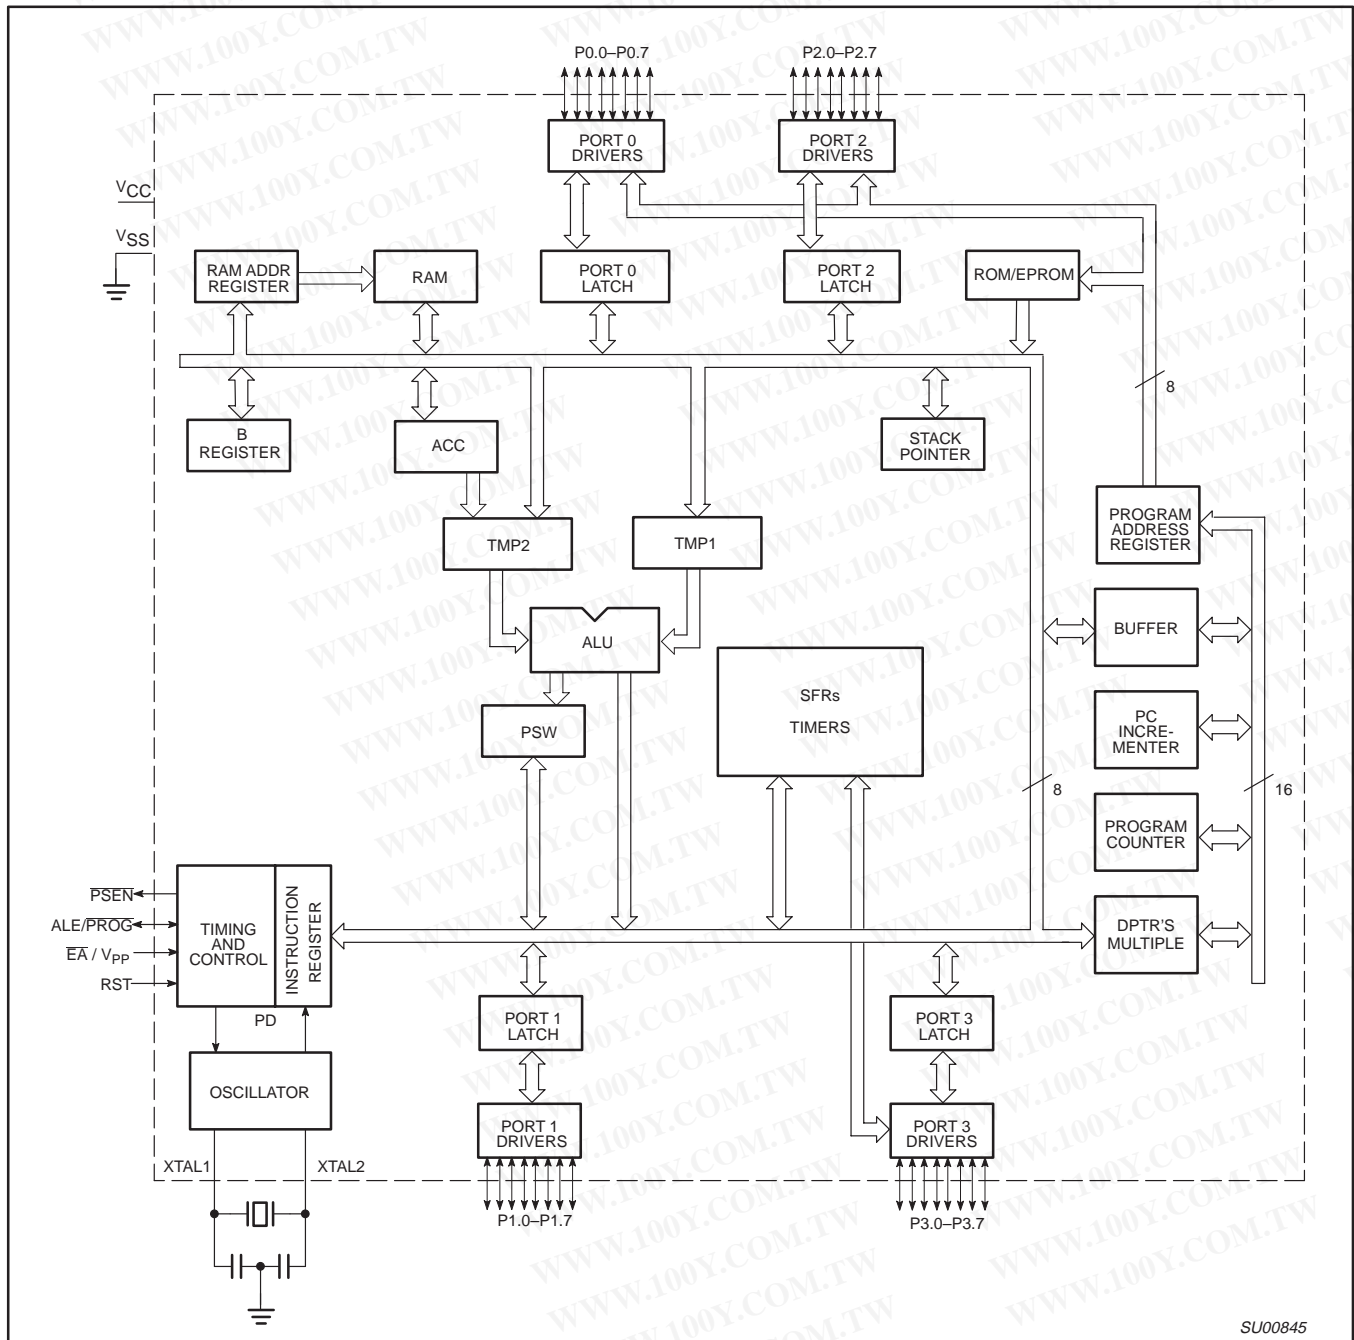 P0.0–P0.7
P2.0–P2.7
PORT 0
DRIVERS
PORT 2
DRIVERS
VCC
VSS
RAM ADDR
REGISTER
RAM
PORT 0
LATCH
PORT 2
LATCH
ROM/EPROM
8
B
REGISTER
ACC
STACK
POINTER
PROGRAM
ADDRESS
REGISTER
TMP2
TMP1
BUFFER
ALU
SFRs
TIMERS
PSW
PC
INCRE-
MENTER
8
16
PROGRAM
COUNTER
PSEN
ALE/PROG
EA / VPP
RST
TIMING
AND
CONTROL
INSTRUCTION
REGISTER
DPTR'S
MULTIPLE
PD
PORT 1
LATCH
PORT 3
LATCH
OSCILLATOR
PORT 1
DRIVERS
PORT 3
DRIVERS
XTAL1
XTAL2
P1.0–P1.7
P3.0–P3.7
SU00845
WWW.100Y.COM.TW